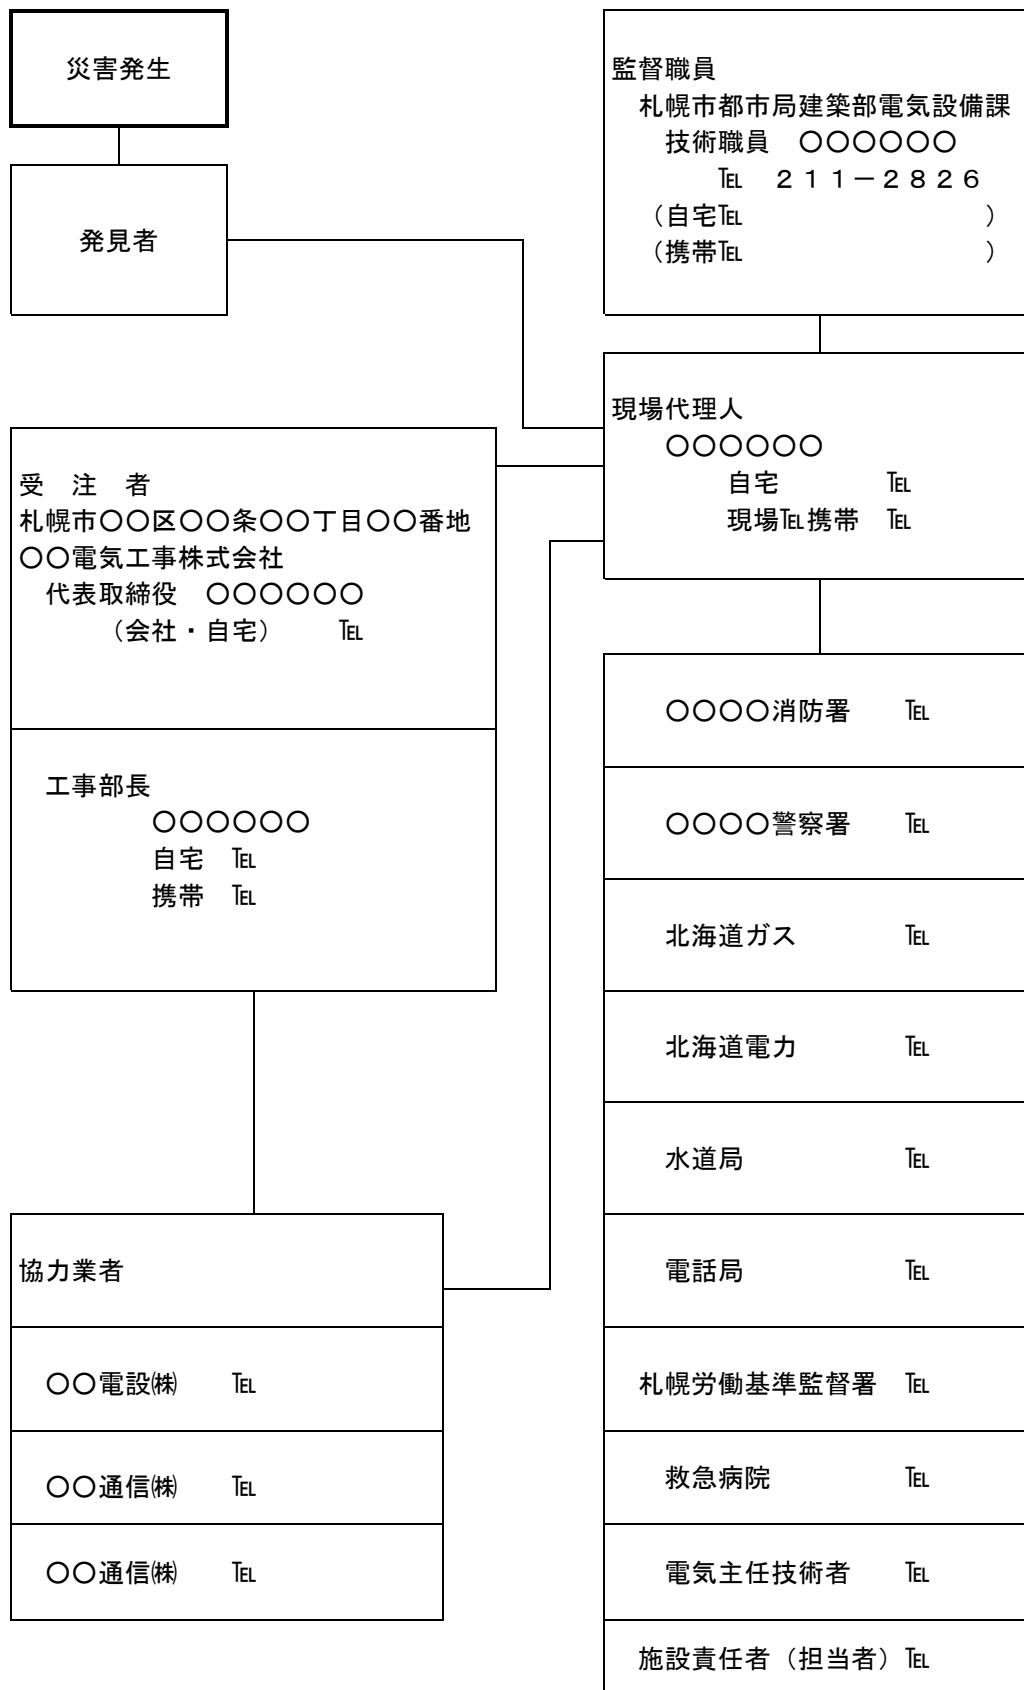 災害発生
発見者
監督職員
札幌市都市局建築部電気設備課
技術職員　〇〇〇〇〇〇
℡　２１１－２８２６
（自宅℡　　　　　　　　　）
（携帯℡　　　　　　　　　）
現場代理人
〇〇〇〇〇〇
自宅　　　　℡
現場℡携帯　℡
受　注　者
札幌市〇〇区〇〇条〇〇丁目〇〇番地
〇〇電気工事株式会社
代表取締役　〇〇〇〇〇〇
（会社・自宅）　　℡
工事部長
〇〇〇〇〇〇
自宅　℡
携帯　℡
協力業者
〇〇電設㈱　　℡
〇〇通信㈱　　℡
〇〇通信㈱　　℡
〇〇〇〇消防署　　℡
〇〇〇〇警察署　　℡
北海道ガス　　　　℡
北海道電力　　　　℡
水道局　　　　　　℡
電話局　　　　　　℡
札幌労働基準監督署　℡
救急病院　　　　　℡
電気主任技術者　　℡
施設責任者（担当者）℡